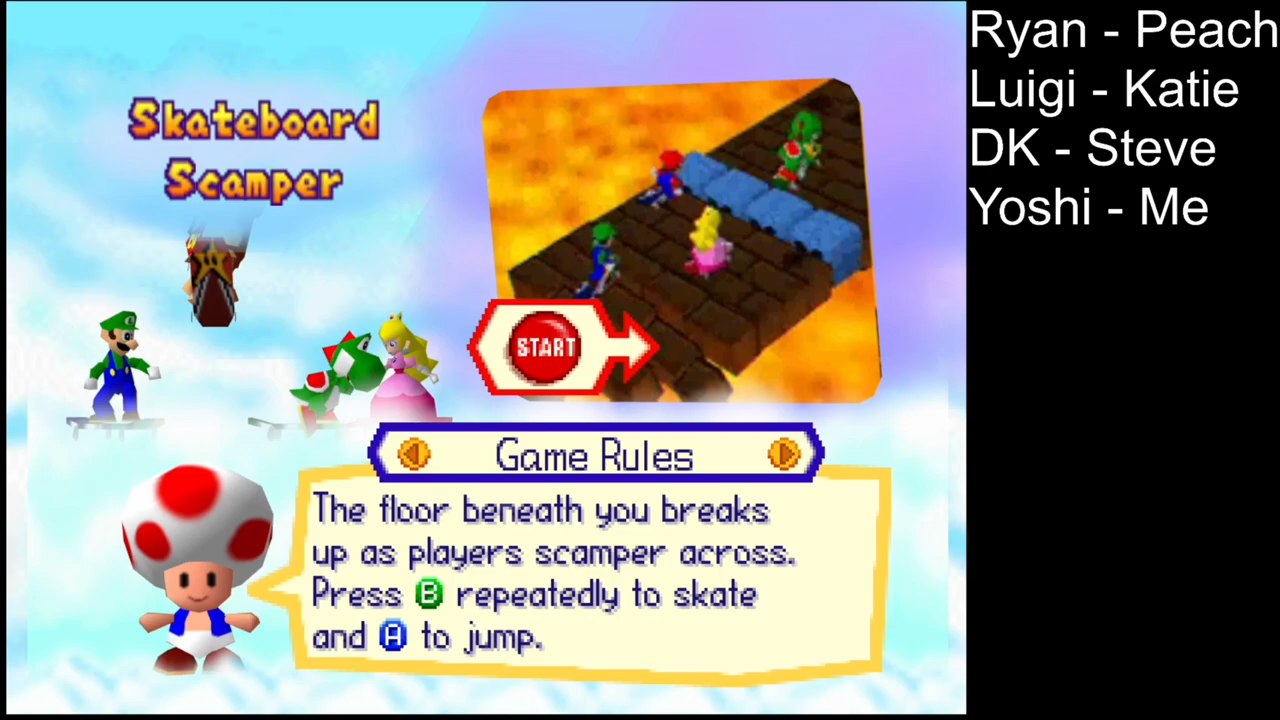 Skateboard
Scamper
START
Game Rules
The floor beneath you breaks
up as players scamper across.
Press B repeatedly to skate
and A to jump.
Ryan - Peach
Luigi - Katie
DK - Steve
Yoshi - Me